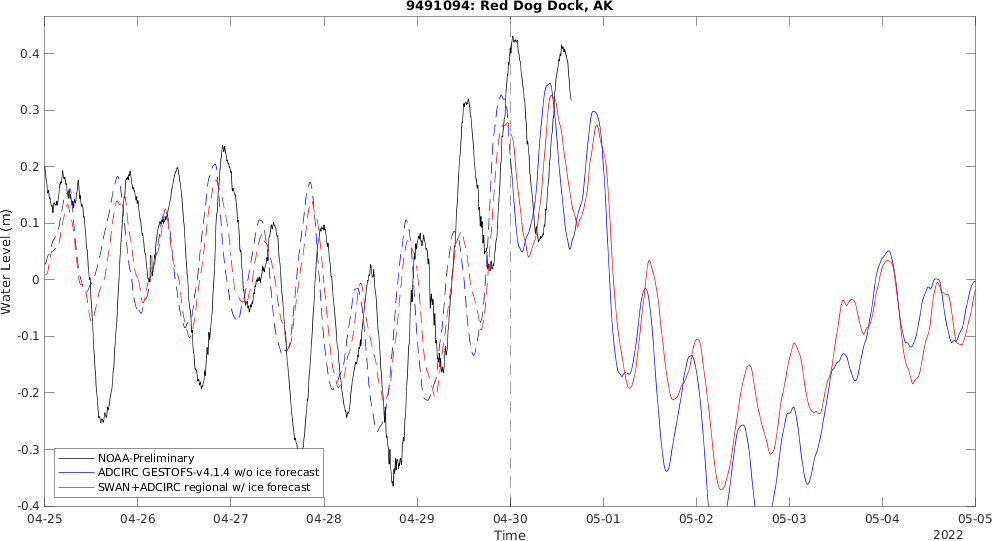 9491094: Red Dog Dock, AK
Water Level (m)
0.4
0.3
0.2
0.1
0
-0.1
-0.2
-0.3
-0.4
NOAA-Preliminary
ADCIRC GESTOFS-v4.1.4 w/o ice forecast
SWAN+ADCIRC regional w/ ice forecast
04-25 04-26 04-27 04-28 04-29 04-30 05-01 05-02 05-03 05-04 05-05
Time
2022